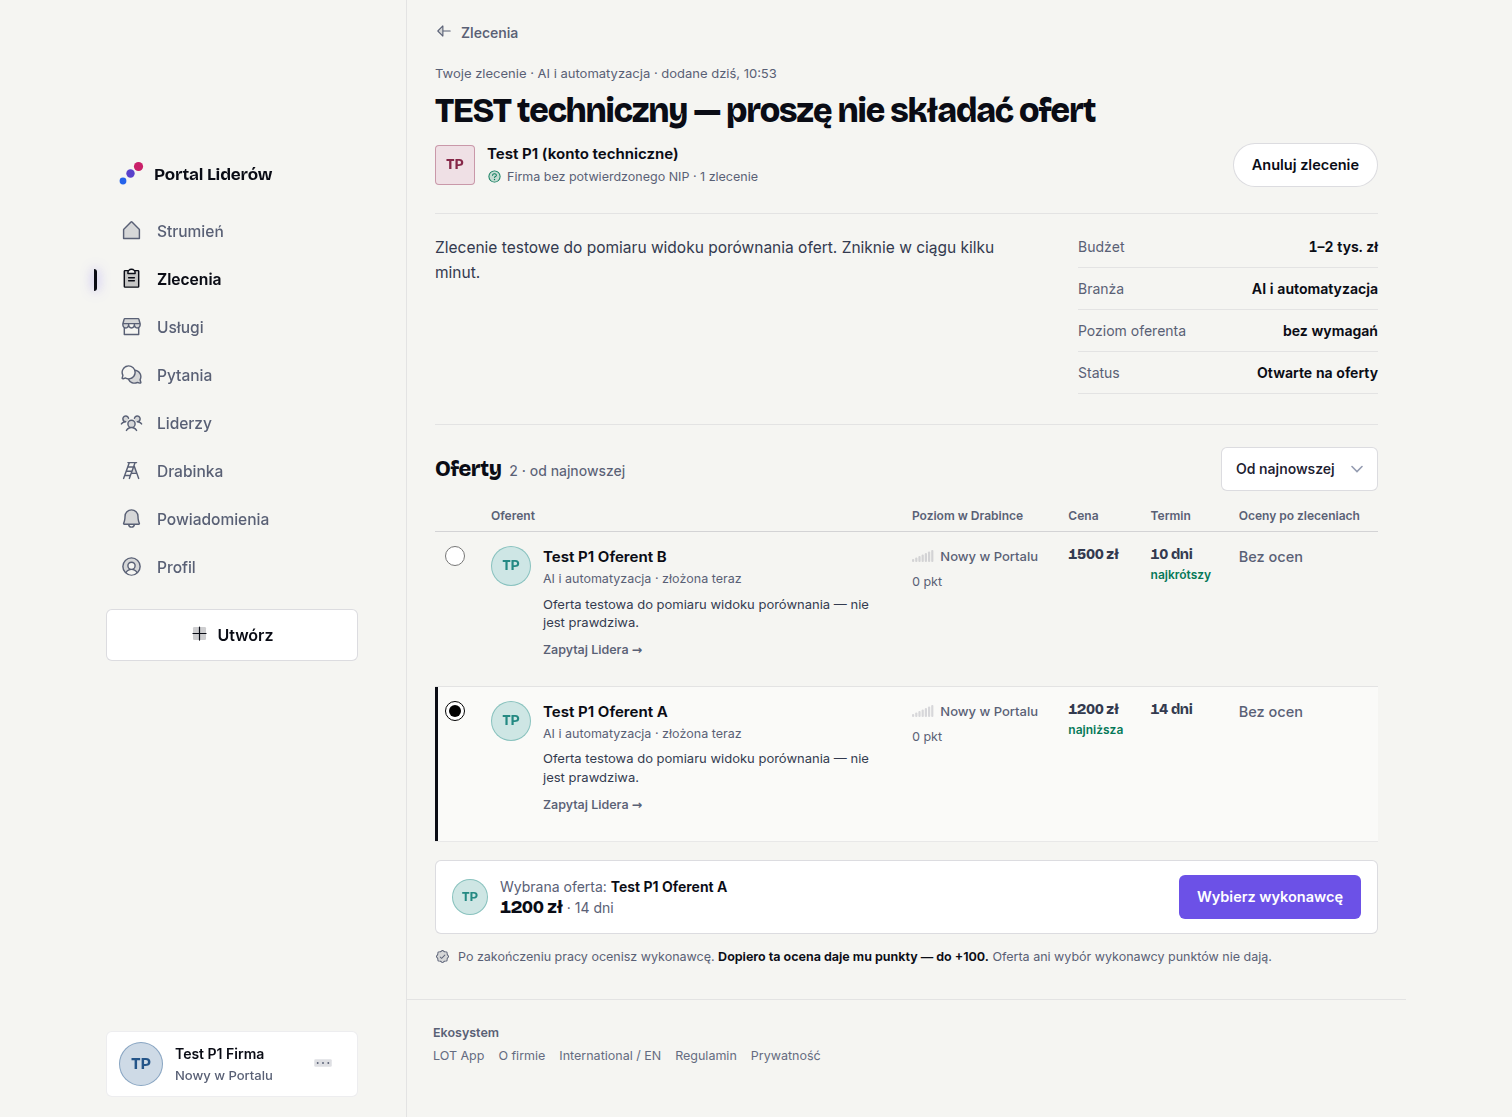 Portal Liderów
Strumień
Zlecenia
Usługi
Pytania
Liderzy
Drabinka
Powiadomienia
Profil
Utwórz
TP
Test P1 Firma
Nowy w Portalu
Zlecenia
Twoje zlecenie · AI i automatyzacja · dodane dziś, 10:53
TEST techniczny — proszę nie składać ofert
TP
Test P1 (konto techniczne)
Firma bez potwierdzonego NIP · 1 zlecenie
Anuluj zlecenie
Zlecenie testowe do pomiaru widoku porównania ofert. Zniknie w ciągu kilku
minut.
Budżet 1–2 tys. zł
Branża AI i automatyzacja
Poziom oferenta bez wymagań
Status Otwarte na oferty
Oferty 2 · od najnowszej
Od najnowszej
Oferent Poziom w Drabince Cena Termin Oceny po zleceniach
TP
Test P1 Oferent B
AI i automatyzacja · złożona teraz
Oferta testowa do pomiaru widoku porównania — nie
jest prawdziwa.
Zapytaj Lidera →
Nowy w Portalu
0 pkt
1500 zł
10 dni
najkrótszy
Bez ocen
TP
Test P1 Oferent A
AI i automatyzacja · złożona teraz
Oferta testowa do pomiaru widoku porównania — nie
jest prawdziwa.
Zapytaj Lidera →
Nowy w Portalu
0 pkt
1200 zł
najniższa
14 dni
Bez ocen
TP
Wybrana oferta: Test P1 Oferent A
1200 zł · 14 dni
Wybierz wykonawcę
Po zakończeniu pracy ocenisz wykonawcę. Dopiero ta ocena daje mu punkty — do +100. Oferta ani wybór wykonawcy punktów nie dają.
Ekosystem
LOT App O firmie International / EN Regulamin Prywatność